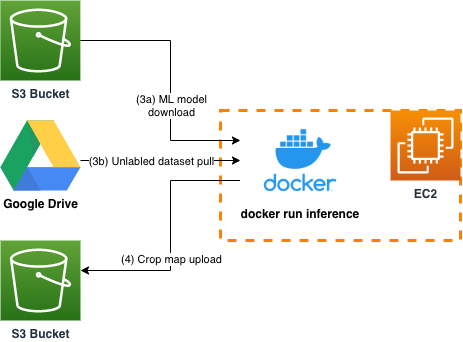 S3 Bucket
(3a) ML model
download
Google Drive
(3b) Unlabled dataset pull
docker
docker run inference
EC2
(4) Crop map upload
S3 Bucket